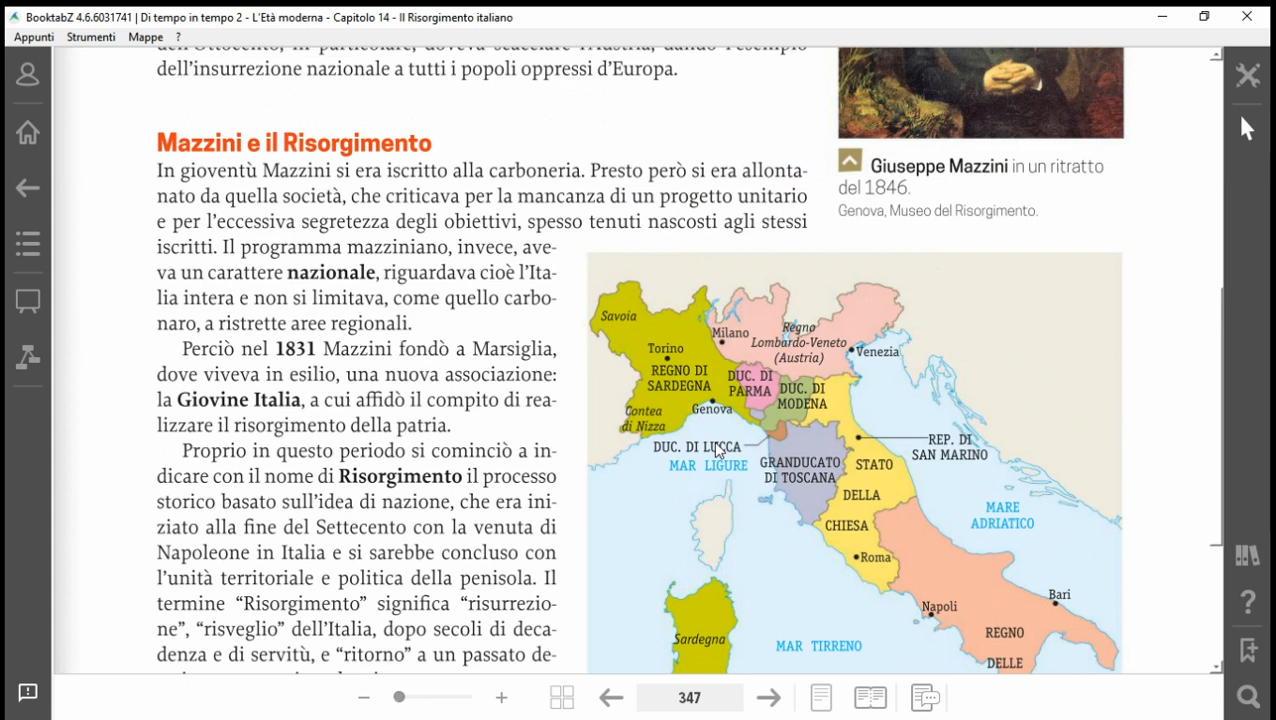 BooktabZ 4.6.6031741 | Di tempo in tempo 2 - L'Età moderna - Capitolo 14 - Il Risorgimento italiano
Appunti Strumenti Mappe ?
dell'Ottocento, in particolare, doveva scacciare l'Austria, dando l'esempio
dell'insurrezione nazionale a tutti i popoli oppressi d'Europa.
Mazzini e il Risorgimento
In gioventù Mazzini si era iscritto alla carboneria. Presto però si era allonta-
nato da quella società, che criticava per la mancanza di un progetto unitario
e per l'eccessiva segretezza degli obiettivi, spesso tenuti nascosti agli stessi
iscritti. Il programma mazziniano, invece, ave-
va un carattere nazionale, riguardava cioè l'Ita-
lia intera e non si limitava, come quello carbo-
naro, a ristrette aree regionali.
Perciò nel 1831 Mazzini fondò a Marsiglia,
dove viveva in esilio, una nuova associazione:
la Giovine Italia, a cui affidò il compito di rea-
lizzare il risorgimento della patria.
Proprio in questo periodo si cominciò a in-
dicare con il nome di Risorgimento il processo
storico basato sull'idea di nazione, che era ini-
ziato alla fine del Settecento con la venuta di
Napoleone in Italia e si sarebbe concluso con
l'unità territoriale e politica della penisola. Il
termine “Risorgimento” significa “risurrezio-
ne”, “risveglio” dell'Italia, dopo secoli di deca-
denza e di servitù, e “ritorno” a un passato de-
Giuseppe Mazzini in un ritratto
del 1846.
Genova, Museo del Risorgimento.
Savoia
Milano
Regno
Lombardo-Veneto
(Austria)
Venezia
Torino
REGNO DI
SARDEGNA
DUC. DI
PARMA
DUC. DI
MODENA
Contea
di Nizza
Genova
DUC. DI LUCCA
MAR LIGURE
GRANDUCATO
DI TOSCANA
STATO
DELLA
CHIESA
REP. DI
SAN MARINO
MARE
ADRIATICO
Roma
Napoli
Bari
Sardegna
MAR TIRRENO
REGNO
DELLE
347